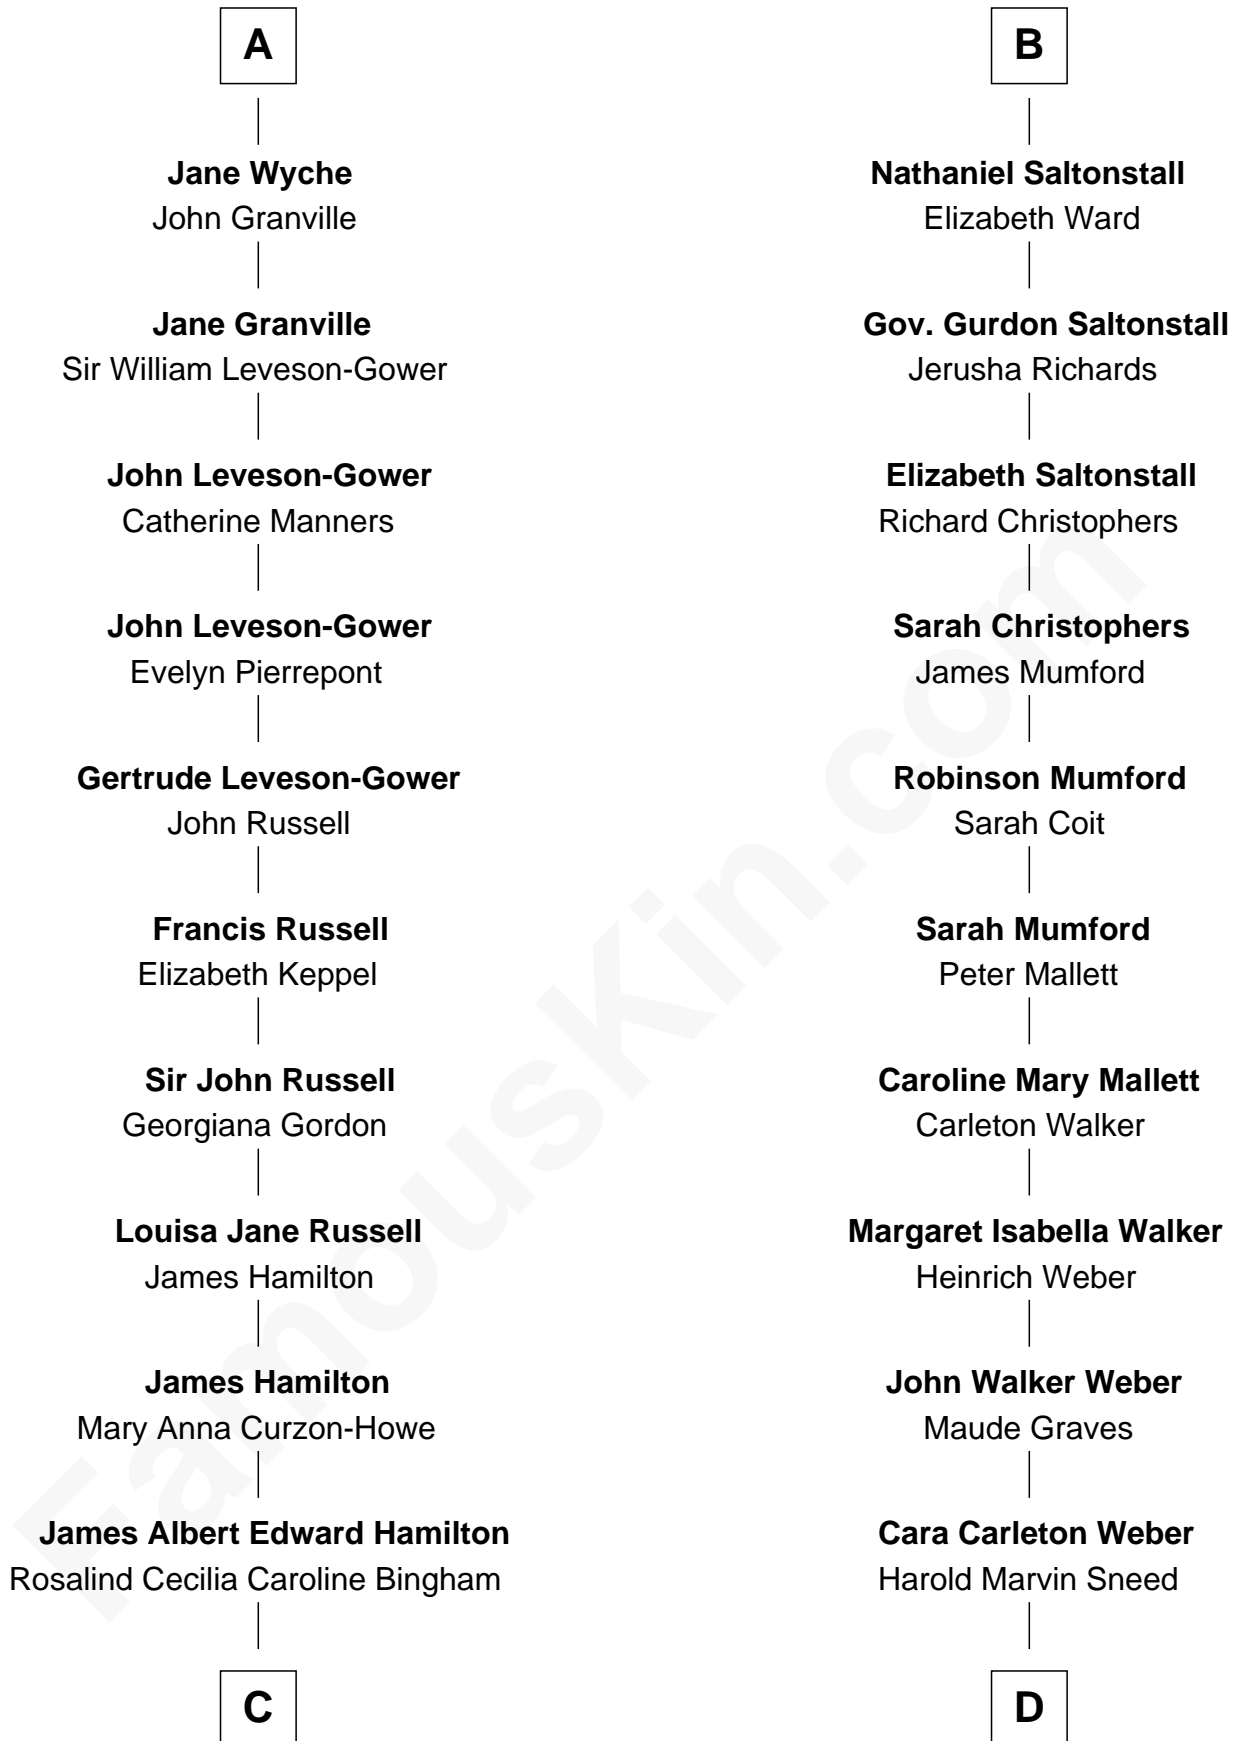 A
Jane Wyche
John Granville
Jane Granville
Sir William Leveson-Gower
John Leveson-Gower
Catherine Manners
John Leveson-Gower
Evelyn Pierrepont
Gertrude Leveson-Gower
John Russell
Francis Russell
Elizabeth Keppel
Sir John Russell
Georgiana Gordon
Louisa Jane Russell
James Hamilton
James Hamilton
Mary Anna Curzon-Howe
James Albert Edward Hamilton
Rosalind Cecilia Caroline Bingham
C
B
Nathaniel Saltonstall
Elizabeth Ward
Gov. Gurdon Saltonstall
Jerusha Richards
Elizabeth Saltonstall
Richard Christophers
Sarah Christophers
James Mumford
Robinson Mumford
Sarah Coit
Sarah Mumford
Peter Mallett
Caroline Mary Mallett
Carleton Walker
Margaret Isabella Walker
Heinrich Weber
John Walker Weber
Maude Graves
Cara Carleton Weber
Harold Marvin Sneed
D
FamousKin.com